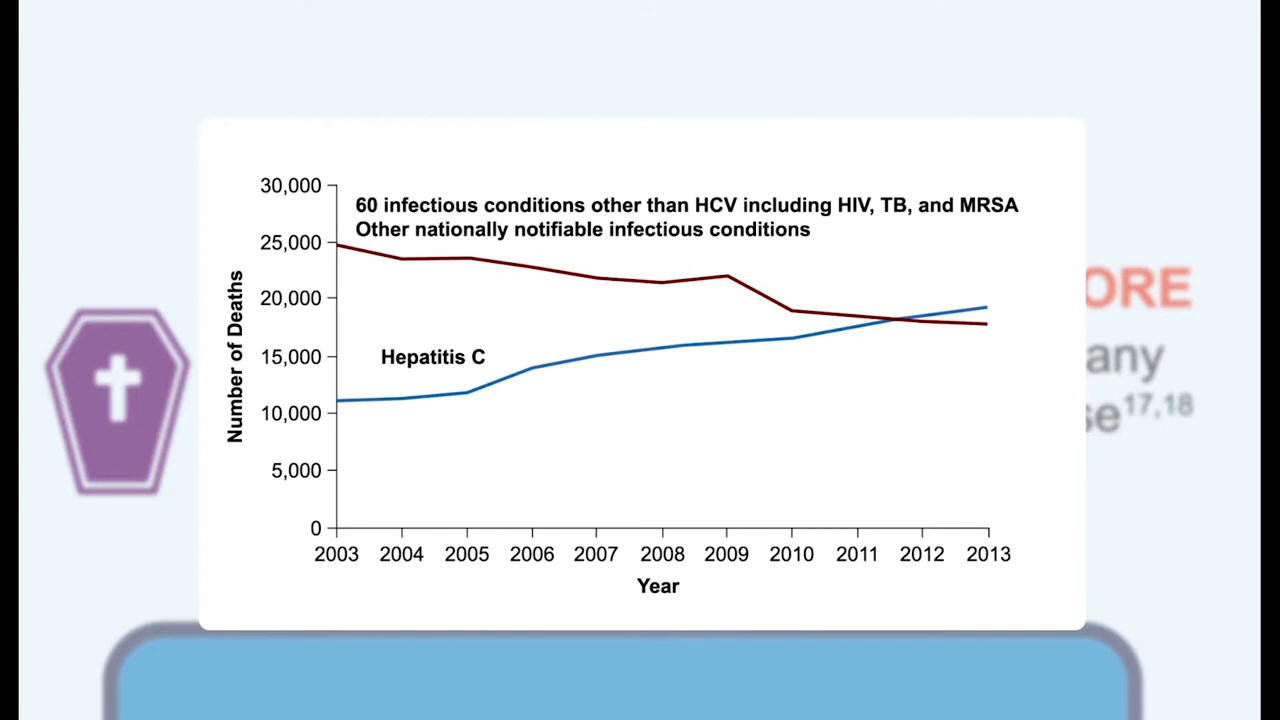 30,000
60 infectious conditions other than HCV including HIV, TB, and MRSA
Other nationally notifiable infectious conditions
25,000
20,000
15,000
10,000
5,000
0
Number of Deaths
Hepatitis C
2003 2004 2005 2006 2007 2008 2009 2010 2011 2012 2013
Year
ORE
any
se17,18